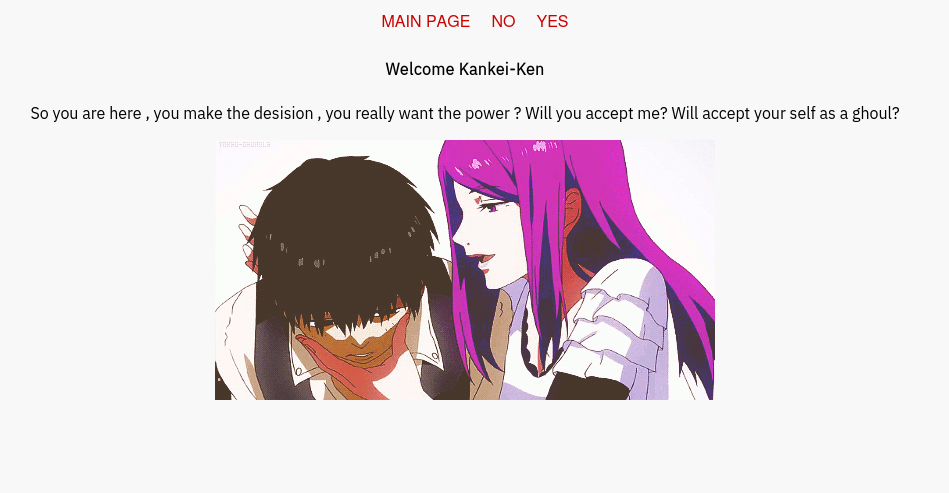 MAIN PAGE NO YES
Welcome Kankei-Ken
So you are here , you make the desision , you really want the power ? Will you accept me? Will accept your self as a ghoul?